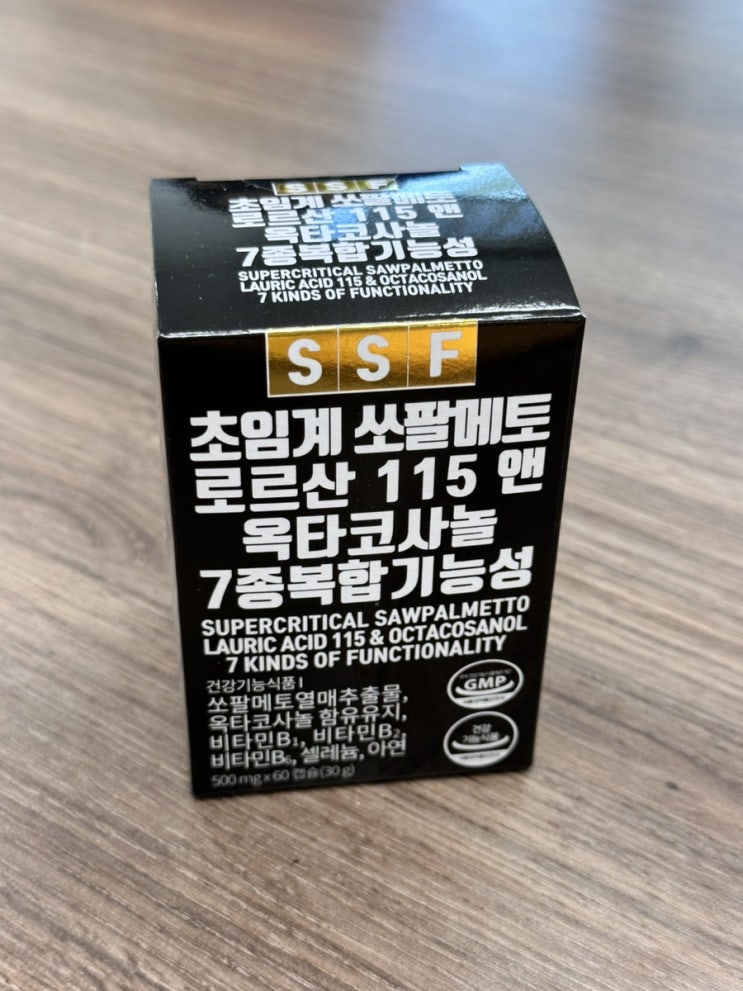 SSF
초임계 쏘팔메토
로르산 115 앤
옥타코사놀
7종복합기능성
SUPERCRITICAL SAWPALMETTO
LAURIC ACID 115 & OCTACOSANOL
7 KINDS OF FUNCTIONALITY
SSF
초임계 쏘팔메토
로르산 115 앤
옥타코사놀
7종복합기능성
SUPERCRITICAL SAWPALMETTO
LAURIC ACID 115 & OCTACOSANOL
7 KINDS OF FUNCTIONALITY
건강기능식품 |
쏘팔메토열매추출물,
옥타코사놀 함유유지,
비타민B₁, 비타민B₂,
비타민B₆, 셀레늄, 아연
500 mg x 60 캡슐(30 g)
GMP
건강
기능식품